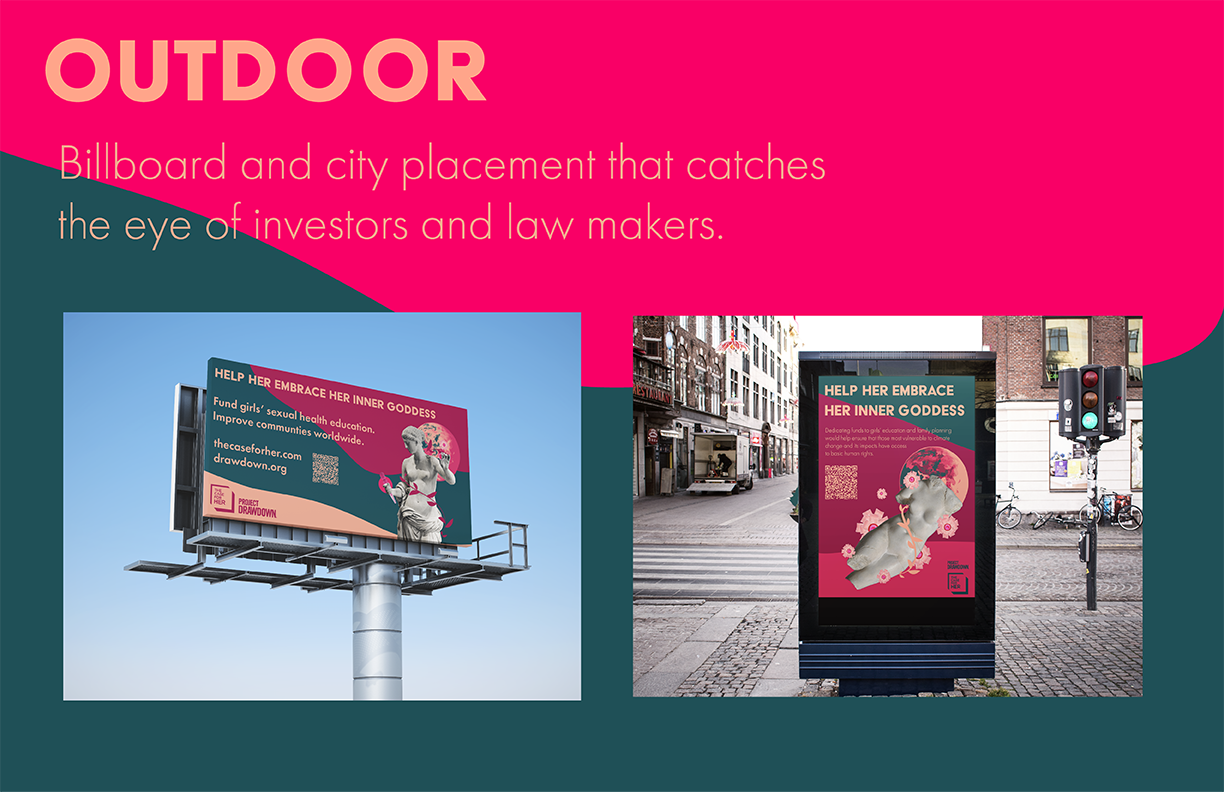 OUTDOOR
Billboard and city placement that catches
the eye of investors and law makers.
HELP HER EMBRACE HER INNER GODDESS
Fund girls' sexual health education.
Improve communties worldwide.
thecaseforher.com
drawdown.org
THE
CASE
FOR
HER
PROJECT
DRAWDOWN.
HELP HER EMBRACE
HER INNER GODDESS
Dedicating funds to girls' education and family planning
would help ensure that those most vulnerable to climate
change and its impacts have access
to basic human rights.
PROJECT
DRAWDOWN.
THE
CASE
FOR
HER